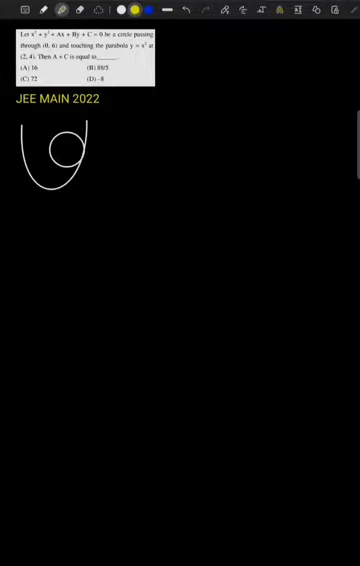 Let x² + y² + Ax + By + C = 0 be a circle passing
through (0, 6) and touching the parabola y = x² at
(2, 4). Then A + C is equal to______.
(A) 16 (B) 88/5
(C) 72 (D) –8
JEE MAIN 2022